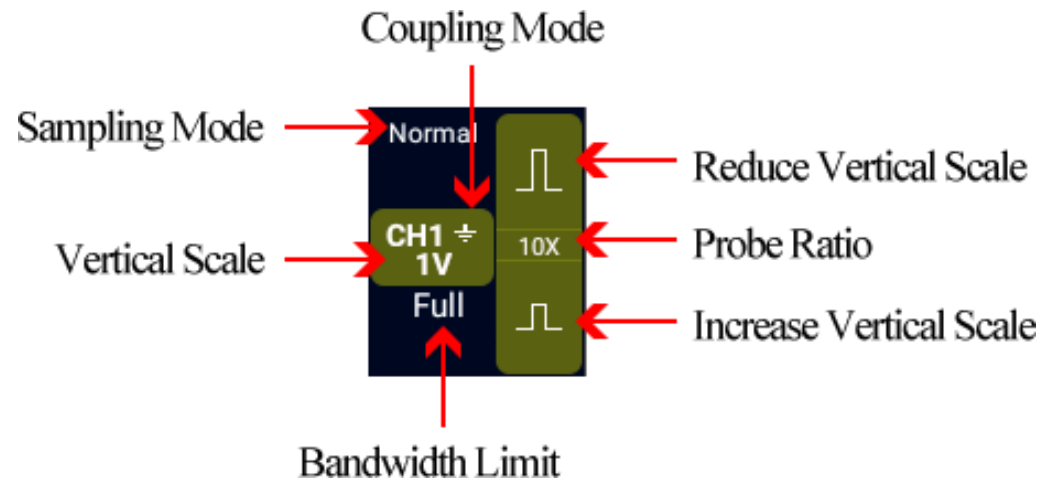 Coupling Mode
Sampling Mode
Normal
Reduce Vertical Scale
CH1
1V
Vertical Scale
10X
Probe Ratio
Full
Increase Vertical Scale
Bandwidth Limit